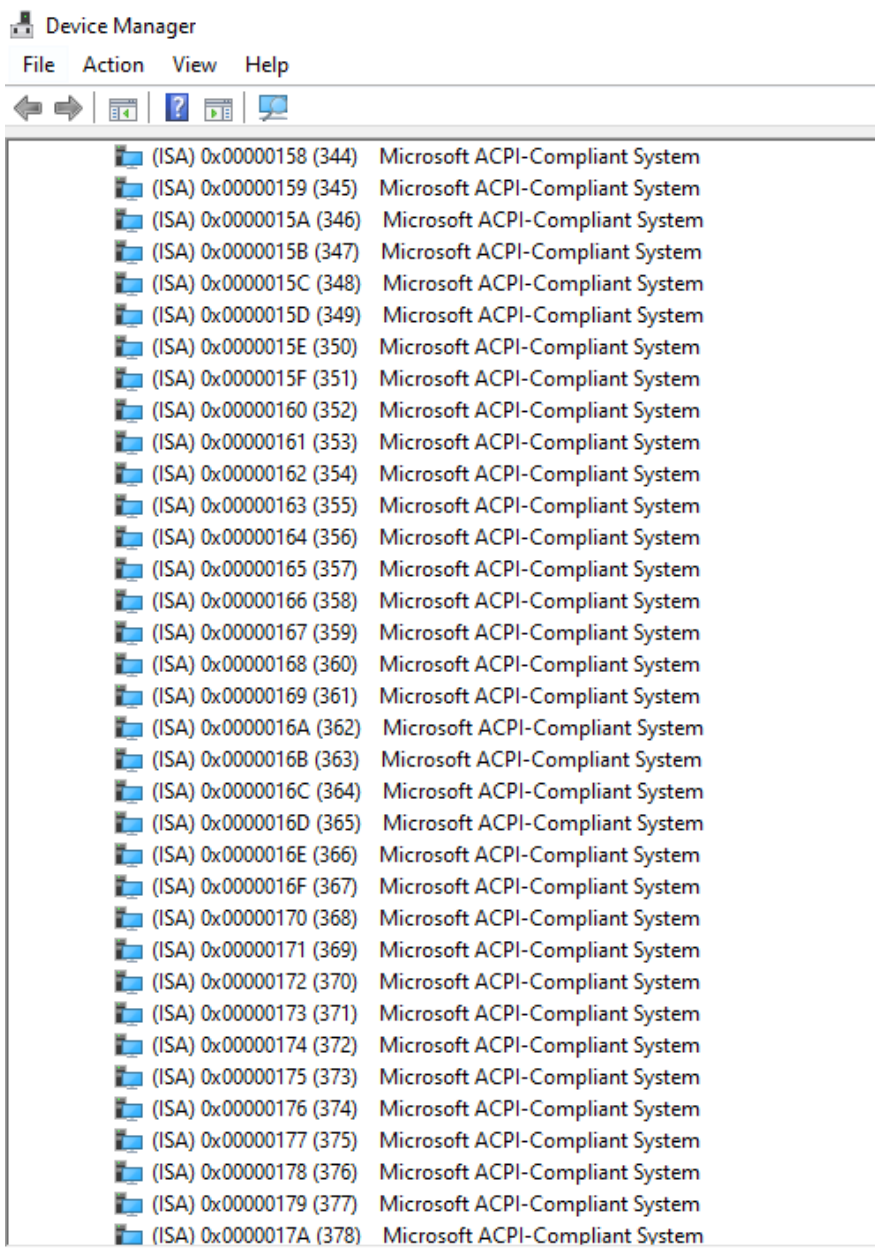 Device Manager
File Action View Help
(ISA) 0x00000158 (344) Microsoft ACPI-Compliant System
(ISA) 0x00000159 (345) Microsoft ACPI-Compliant System
(ISA) 0x0000015A (346) Microsoft ACPI-Compliant System
(ISA) 0x0000015B (347) Microsoft ACPI-Compliant System
(ISA) 0x0000015C (348) Microsoft ACPI-Compliant System
(ISA) 0x0000015D (349) Microsoft ACPI-Compliant System
(ISA) 0x0000015E (350) Microsoft ACPI-Compliant System
(ISA) 0x0000015F (351) Microsoft ACPI-Compliant System
(ISA) 0x00000160 (352) Microsoft ACPI-Compliant System
(ISA) 0x00000161 (353) Microsoft ACPI-Compliant System
(ISA) 0x00000162 (354) Microsoft ACPI-Compliant System
(ISA) 0x00000163 (355) Microsoft ACPI-Compliant System
(ISA) 0x00000164 (356) Microsoft ACPI-Compliant System
(ISA) 0x00000165 (357) Microsoft ACPI-Compliant System
(ISA) 0x00000166 (358) Microsoft ACPI-Compliant System
(ISA) 0x00000167 (359) Microsoft ACPI-Compliant System
(ISA) 0x00000168 (360) Microsoft ACPI-Compliant System
(ISA) 0x00000169 (361) Microsoft ACPI-Compliant System
(ISA) 0x0000016A (362) Microsoft ACPI-Compliant System
(ISA) 0x0000016B (363) Microsoft ACPI-Compliant System
(ISA) 0x0000016C (364) Microsoft ACPI-Compliant System
(ISA) 0x0000016D (365) Microsoft ACPI-Compliant System
(ISA) 0x0000016E (366) Microsoft ACPI-Compliant System
(ISA) 0x0000016F (367) Microsoft ACPI-Compliant System
(ISA) 0x00000170 (368) Microsoft ACPI-Compliant System
(ISA) 0x00000171 (369) Microsoft ACPI-Compliant System
(ISA) 0x00000172 (370) Microsoft ACPI-Compliant System
(ISA) 0x00000173 (371) Microsoft ACPI-Compliant System
(ISA) 0x00000174 (372) Microsoft ACPI-Compliant System
(ISA) 0x00000175 (373) Microsoft ACPI-Compliant System
(ISA) 0x00000176 (374) Microsoft ACPI-Compliant System
(ISA) 0x00000177 (375) Microsoft ACPI-Compliant System
(ISA) 0x00000178 (376) Microsoft ACPI-Compliant System
(ISA) 0x00000179 (377) Microsoft ACPI-Compliant System
(ISA) 0x0000017A (378) Microsoft ACPI-Compliant System